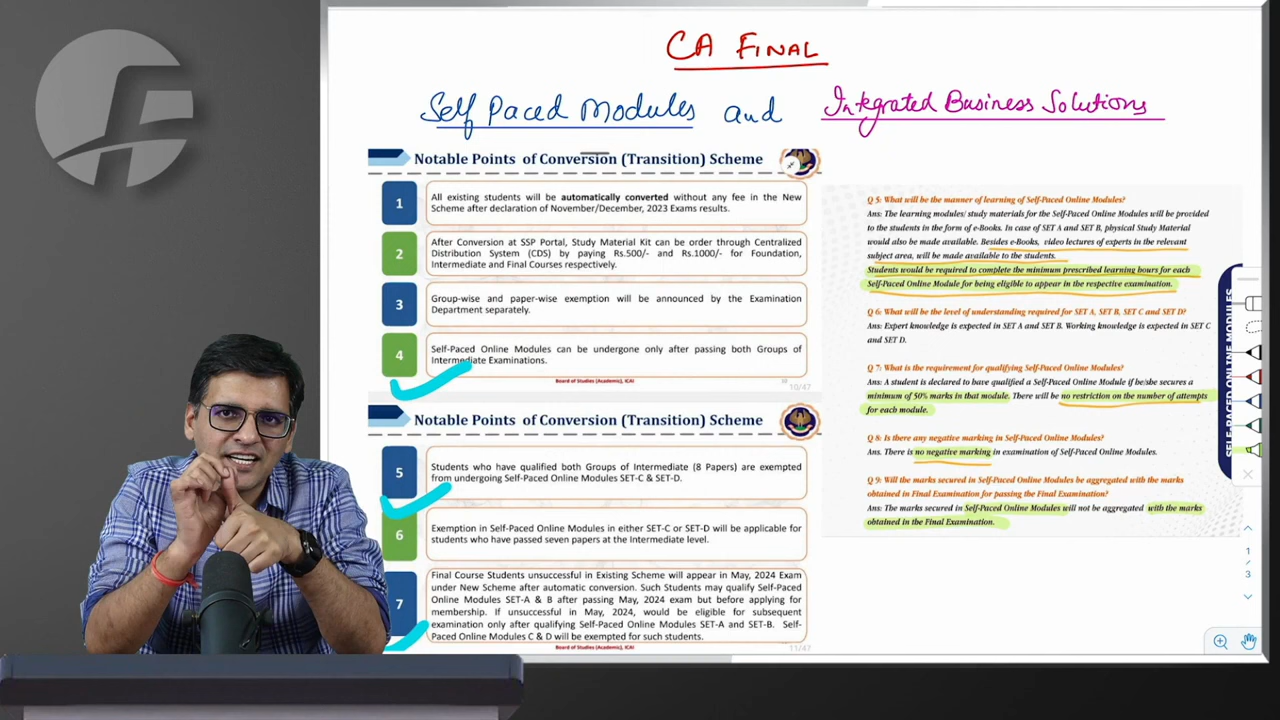 CA FINAL
Self Paced Modules and Integrated Business Solutions
Notable Points of Conversion (Transition) Scheme
1
All existing students will be automatically converted without any fee in the New
Scheme after declaration of November/December, 2023 Exams results.
2
After Conversion at SSP Portal, Study Material Kit can be order through Centralized
Distribution System (CDS) by paying Rs.500/- and Rs.1000/- for Foundation,
Intermediate and Final Courses respectively.
3
Group-wise and paper-wise exemption will be announced by the Examination
Department separately.
4
Self-Paced Online Modules can be undergone only after passing both Groups of
Intermediate Examinations.
Board of Studies (Academic), ICAI
10/47
Notable Points of Conversion (Transition) Scheme
5
Students who have qualified both Groups of Intermediate (8 Papers) are exempted
from undergoing Self-Paced Online Modules SET-C & SET-D.
6
Exemption in Self-Paced Online Modules in either SET-C or SET-D will be applicable for
students who have passed seven papers at the Intermediate level.
7
Final Course Students unsuccessful in Existing Scheme will appear in May, 2024 Exam
under New Scheme after automatic conversion. Such Students may qualify Self-Paced
Online Modules SET-A & B after passing May, 2024 exam but before applying for
membership. If unsuccessful in May, 2024, would be eligible for subsequent
examination only after qualifying Self-Paced Online Modules SET-A and SET-B. Self-
Paced Online Modules C & D will be exempted for such students.
Board of Studies (Academic), ICAI
11/47
Q 5: What will be the manner of learning of Self-Paced Online Modules?
Ans: The learning modules/ study materials for the Self-Paced Online Modules will be provided
to the students in the form of e-Books. In case of SET A and SET B, physical Study Material
would also be made available. Besides e-Books, video lectures of experts in the relevant
subject area, will be made available to the students.
Students would be required to complete the minimum prescribed learning hours for each
Self-Paced Online Module for being eligible to appear in the respective examination.
Q 6: What will be the level of understanding required for SET A, SET B, SET C and SET D?
Ans: Expert knowledge is expected in SET A and SET B. Working knowledge is expected in SET C
and SET D.
Q 7: What is the requirement for qualifying Self-Paced Online Modules?
Ans: A student is declared to have qualified a Self-Paced Online Module if he/she secures a
minimum of 50% marks in that module. There will be no restriction on the number of attempts
for each module.
Q 8: Is there any negative marking in Self-Paced Online Modules?
Ans. There is no negative marking in examination of Self-Paced Online Modules.
Q 9: Will the marks secured in Self-Paced Online Modules be aggregated with the marks
obtained in Final Examination for passing the Final Examination?
Ans: The marks secured in Self-Paced Online Modules will not be aggregated with the marks
obtained in the Final Examination.
SELF-PACED ONLINE MODULES
1
3